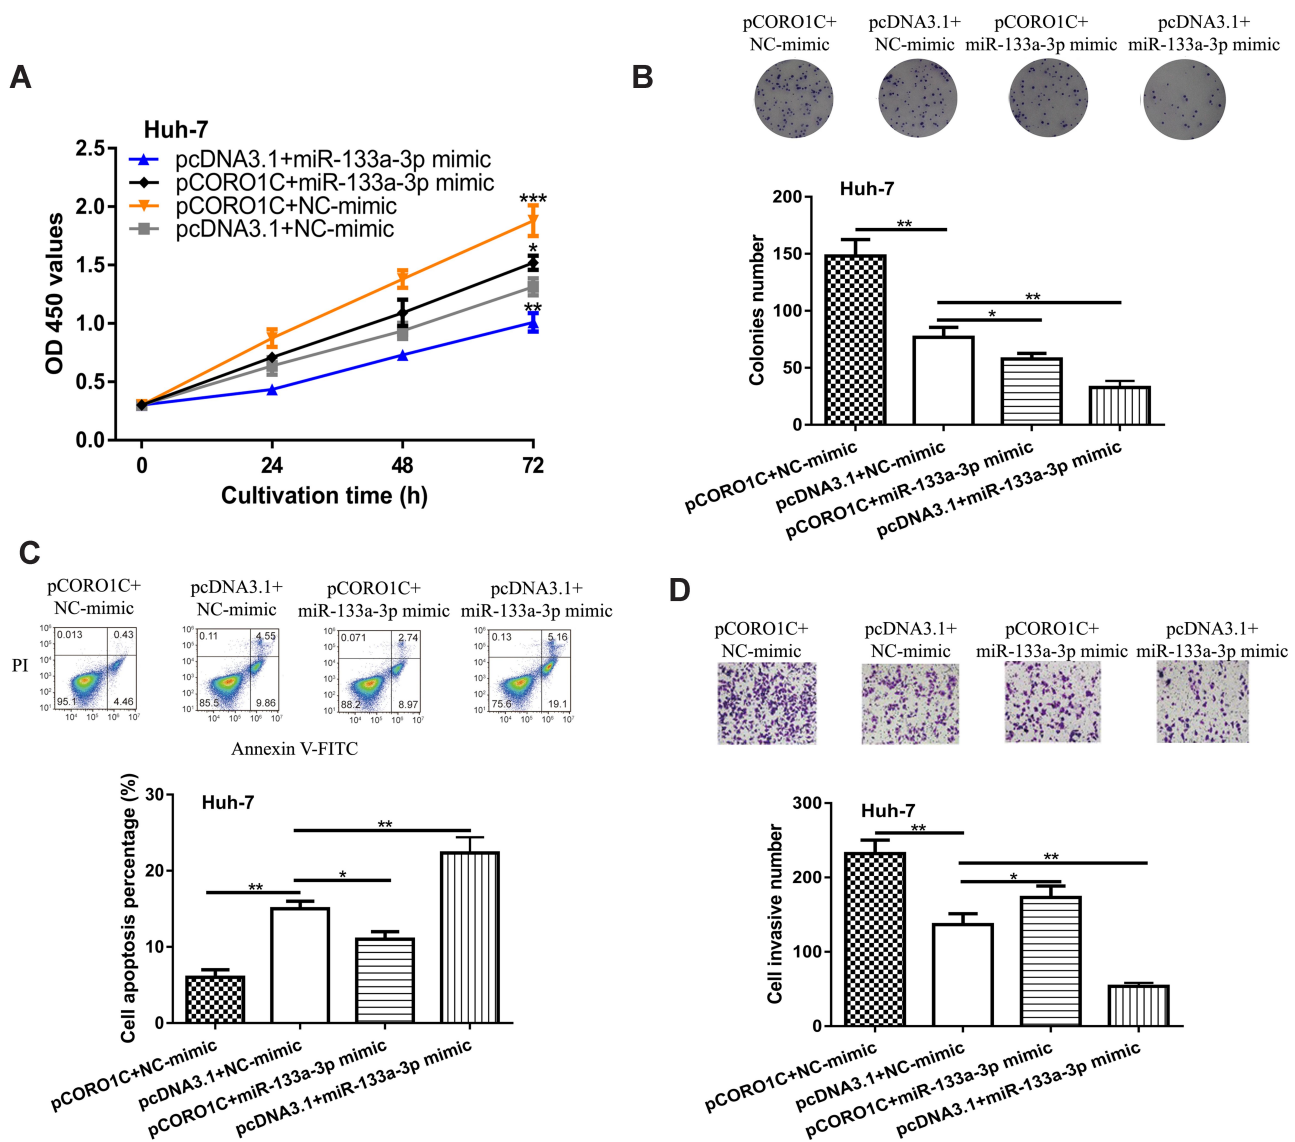 A
Huh-7
pcDNA3.1+miR-133a-3p mimic
pCORO1C+miR-133a-3p mimic
pCORO1C+NC-mimic
pcDNA3.1+NC-mimic
OD 450 values
2.5
2.0
1.5
1.0
0.5
0.0
***
*
**
0 24 48 72
Cultivation time (h)
B
pCORO1C+
NC-mimic
pcDNA3.1+
NC-mimic
pCORO1C+
miR-133a-3p mimic
pcDNA3.1+
miR-133a-3p mimic
Huh-7
Colonies number
200
150
100
50
0
**
**
*
pCORO1C+NC-mimic
pcDNA3.1+NC-mimic
pCORO1C+miR-133a-3p mimic
pcDNA3.1+miR-133a-3p mimic
C
pCORO1C+
NC-mimic
pcDNA3.1+
NC-mimic
pCORO1C+
miR-133a-3p mimic
pcDNA3.1+
miR-133a-3p mimic
PI
0.013 0.43
95.1 4.46
0.11 4.55
85.5 9.86
0.071 2.74
88.2 8.97
0.13 5.16
75.6 19.1
Annexin V-FITC
Huh-7
Cell apoptosis percentage (%)
30
20
10
0
**
**
*
pCORO1C+NC-mimic
pcDNA3.1+NC-mimic
pCORO1C+miR-133a-3p mimic
pcDNA3.1+miR-133a-3p mimic
D
pCORO1C+
NC-mimic
pcDNA3.1+
NC-mimic
pCORO1C+
miR-133a-3p mimic
pcDNA3.1+
miR-133a-3p mimic
Huh-7
Cell invasive number
300
200
100
0
**
**
*
pCORO1C+NC-mimic
pcDNA3.1+NC-mimic
pCORO1C+miR-133a-3p mimic
pcDNA3.1+miR-133a-3p mimic